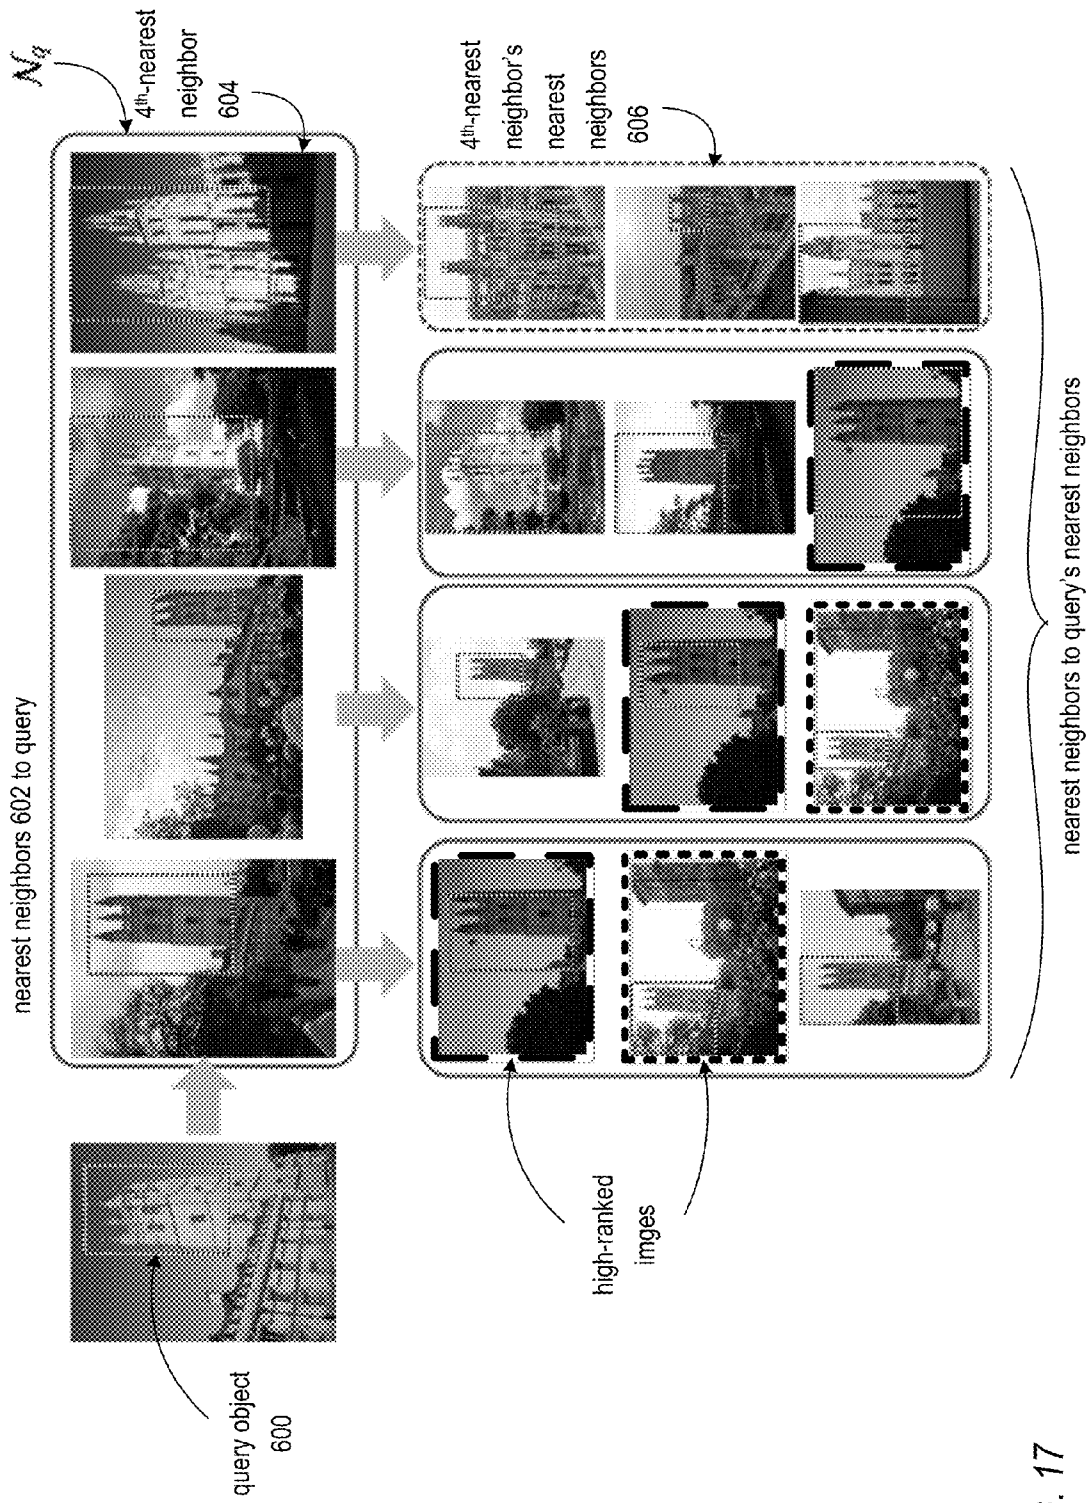 nearest neighbors 602 to query
N_q
4th-nearest
neighbor
604
query object
600
4th-nearest
neighbor's
nearest
neighbors
606
high-ranked
imges
nearest neighbors to query's nearest neighbors
. 17